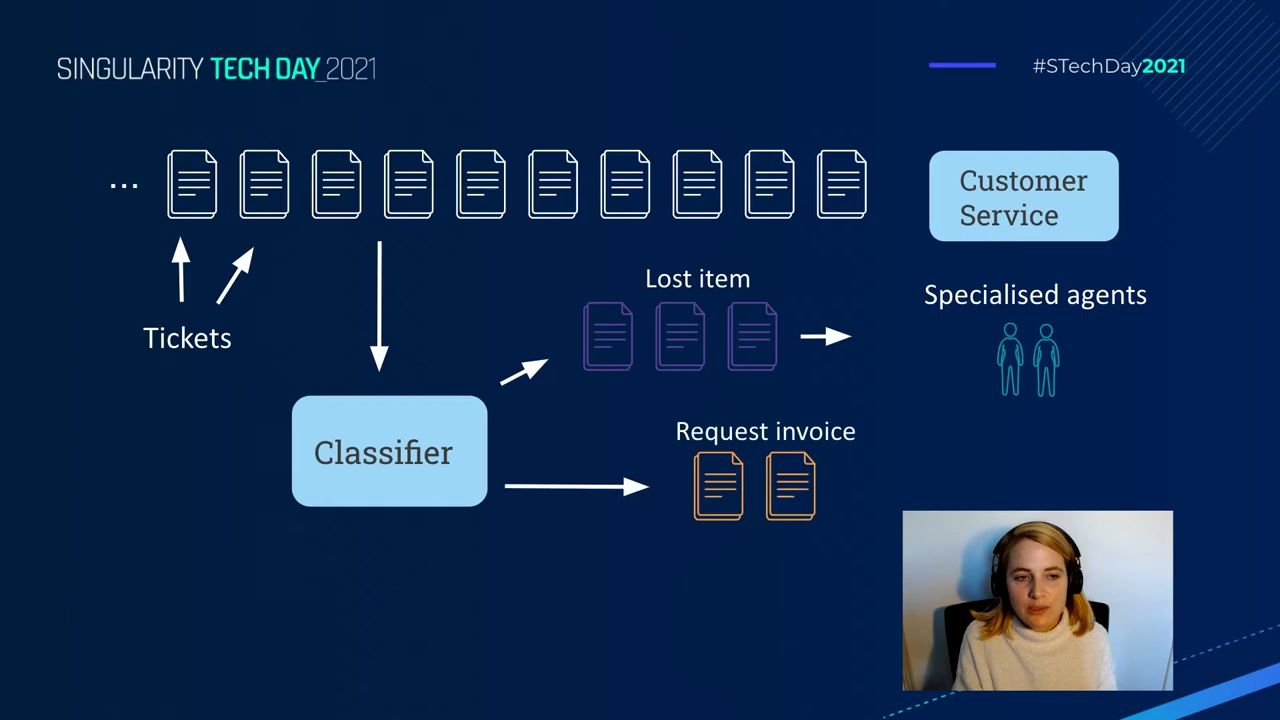 SINGULARITY TECH DAY_2021
#STechDay2021
...
Customer
Service
Tickets
Lost item
Specialised agents
Classifier
Request invoice